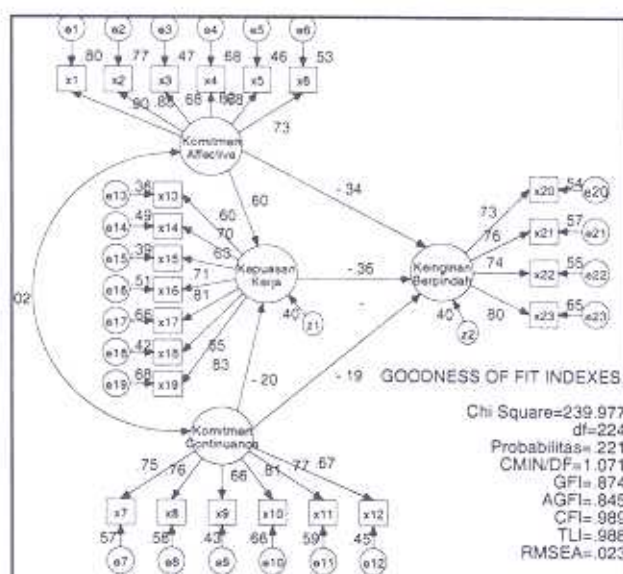 e1 e2 e3 e4 e5 e6
80 77 47 68 46 53
x1 x2 x3 x4 x5 x6
90 .88 68 73
Komitmen
Affective
60 - 34
e13 36 x13
e14 49 x14
e15 39 x15
e16 51 x16
e17 66 x17
e18 42 x18
e19 68 x19
60
70
63
71
81
65
83
Kepuasan
Kerja
40 z1
- 36
-
02
- 20
- 19
Keinginan
Berpindah
40 z2
73 x20 54 e20
76 x21 57 e21
74 x22 55 e22
80 x23 65 e23
Komitmen
Continuance
75 76 66 81 77 .67
x7 x8 x9 x10 x11 x12
57 58 43 66 59 45
e7 e8 e9 e10 e11 e12
GOODNESS OF FIT INDEXES
Chi Square=239.977
df=224
Probabilitas=.221
CMIN/DF=1.071
GFI=.874
AGFI=.845
CFI=.989
TLI=.988
RMSEA=.023